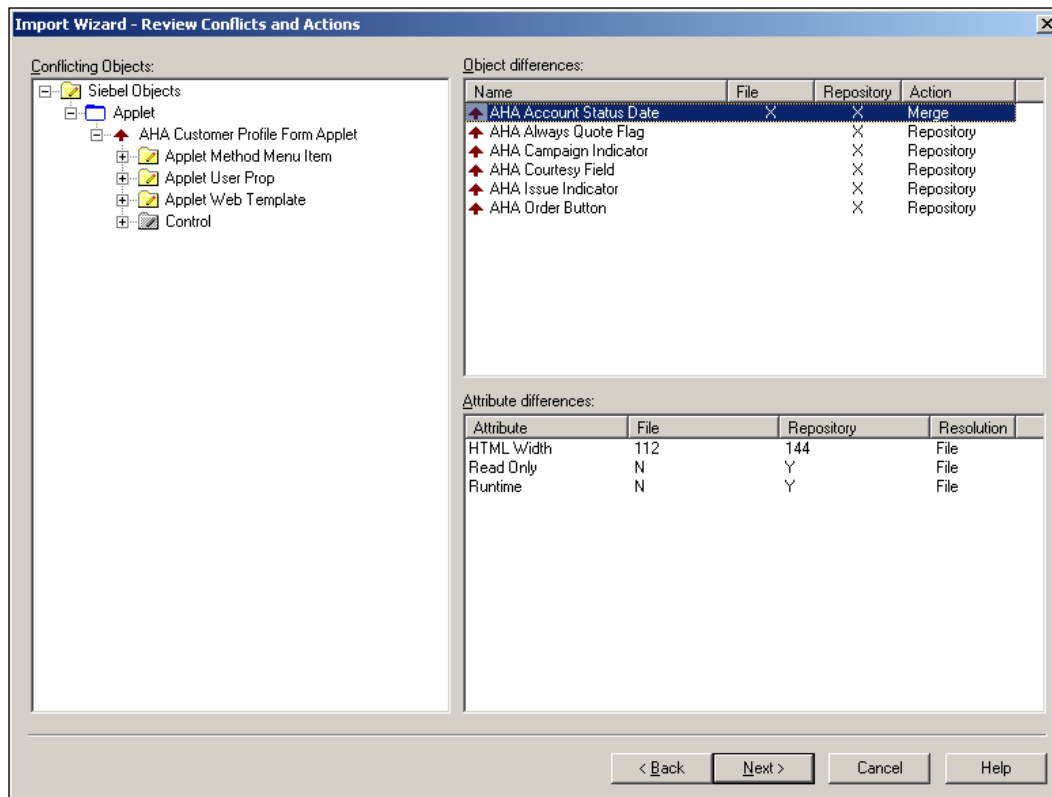 Import Wizard - Review Conflicts and Actions
Conflicting Objects:
Siebel Objects
Applet
AHA Customer Profile Form Applet
Applet Method Menu Item
Applet User Prop
Applet Web Template
Control
Object differences:
Name File Repository Action
AHA Account Status Date X X Merge
AHA Always Quote Flag X Repository
AHA Campaign Indicator X Repository
AHA Courtesy Field X Repository
AHA Issue Indicator X Repository
AHA Order Button X Repository
Attribute differences:
Attribute File Repository Resolution
HTML Width 112 144 File
Read Only N Y File
Runtime N Y File
< Back Next > Cancel Help